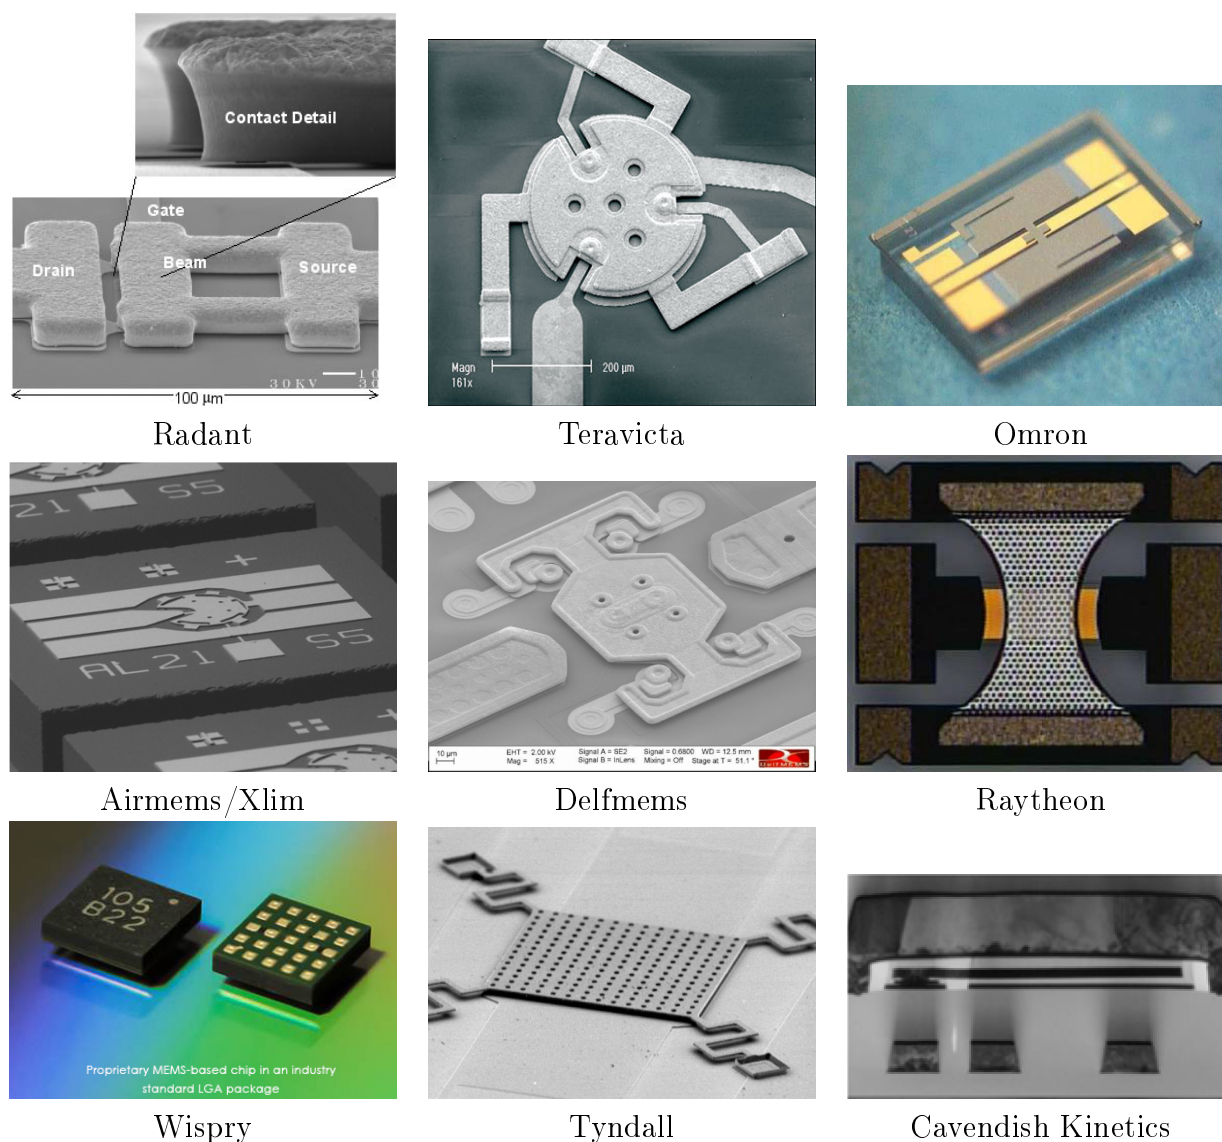 Contact Detail
Gate
Drain
Beam
Source
30KV
100 µm
Magn
161x
200 µm
Radant
Teravicta
Omron
21
S5
AL21
S5
10 µm
EHT = 2.00 kV
Mag = 515 X
Signal A = SE2
Signal B = InLens
Signal = 0.6800
Mixing = Off
WD = 12.5 mm
Stage at T = 51.1 °
Airmems/Xlim
Delfmems
Raytheon
105
B22
Proprietary MEMS-based chip in an industry
standard LGA package
Wispry
Tyndall
Cavendish Kinetics